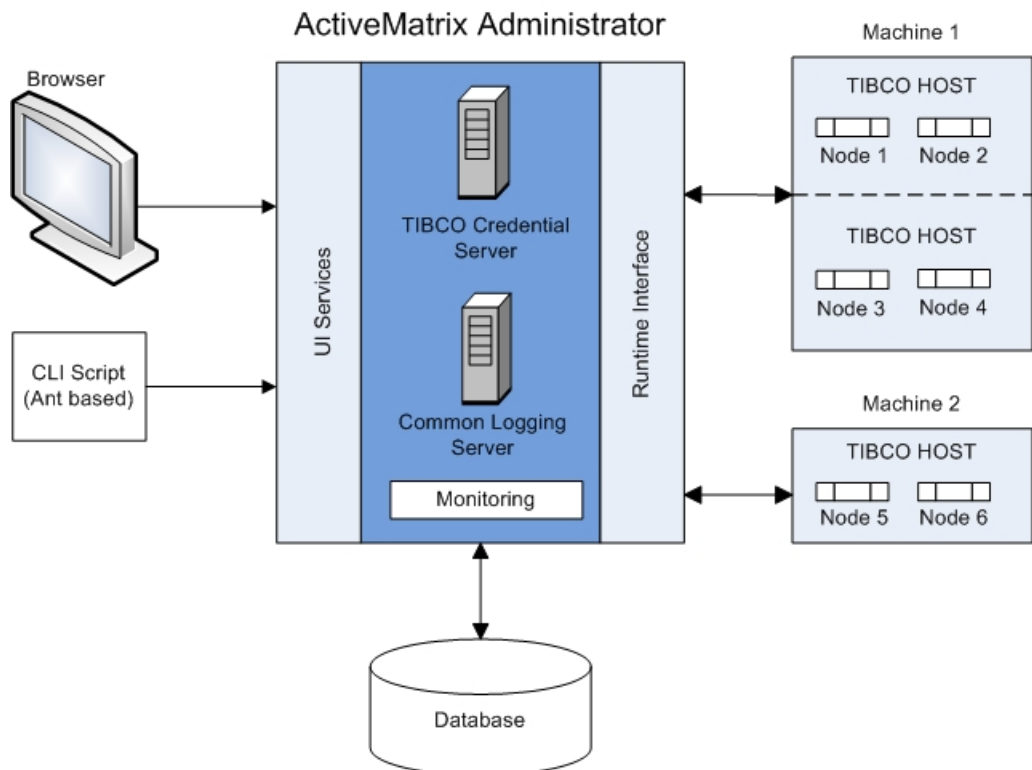 ActiveMatrix Administrator
Browser
CLI Script
(Ant based)
UI Services
TIBCO Credential
Server
Common Logging
Server
Monitoring
Runtime Interface
Database
Machine 1
TIBCO HOST
Node 1
Node 2
TIBCO HOST
Node 3
Node 4
Machine 2
TIBCO HOST
Node 5
Node 6